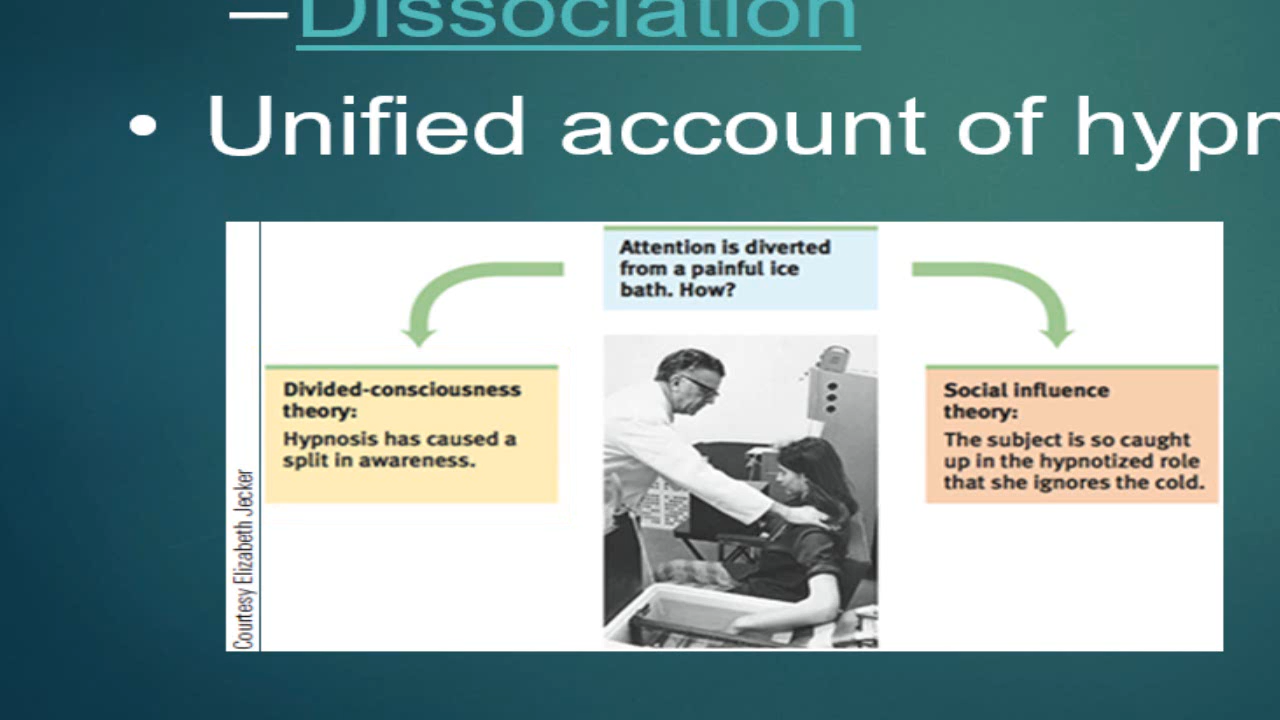 –Dissociation
• Unified account of hypn
Attention is diverted
from a painful ice
bath. How?
Divided-consciousness
theory:
Hypnosis has caused a
split in awareness.
Social influence
theory:
The subject is so caught
up in the hypnotized role
that she ignores the cold.
Courtesy Elizabeth Jecker